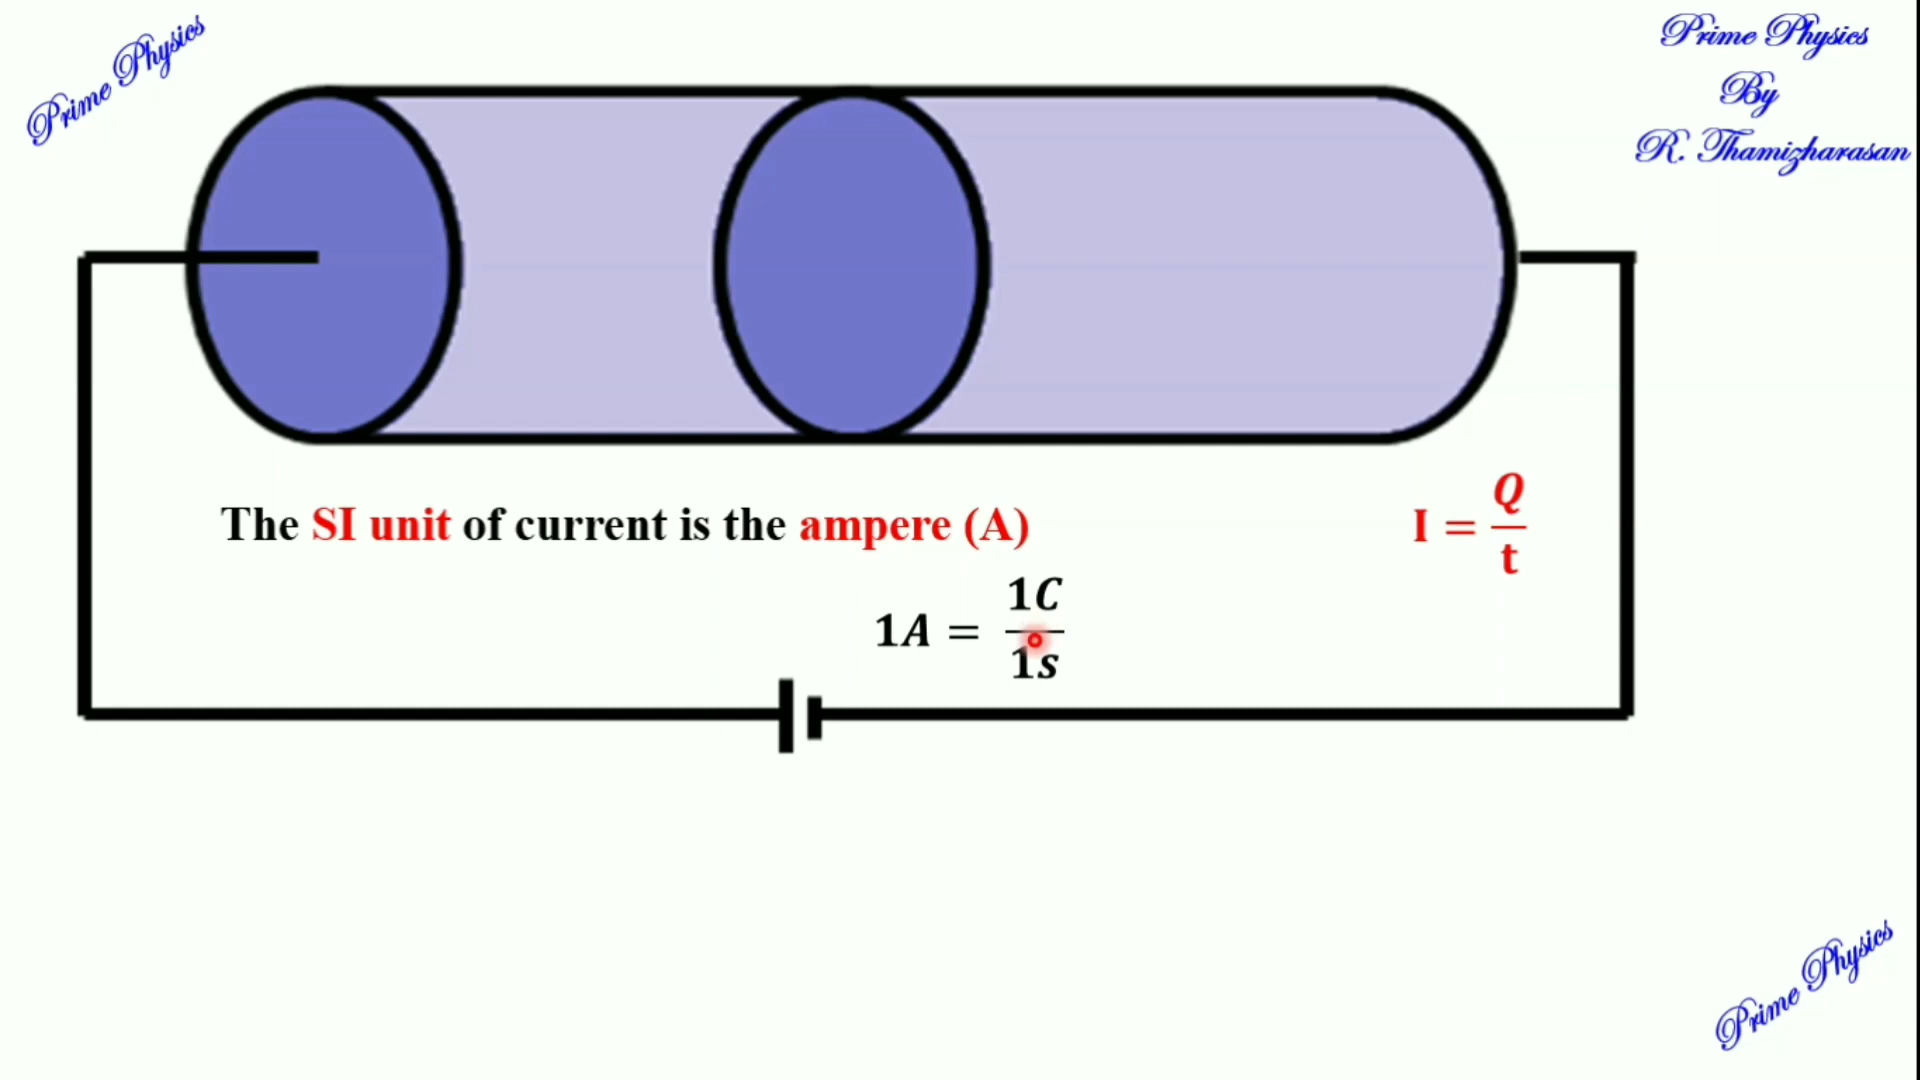 Prime Physics
Prime Physics
By
R. Thamizharasan
The SI unit of current is the ampere (A)
I = Q/t
1A = 1C/1s
Prime Physics